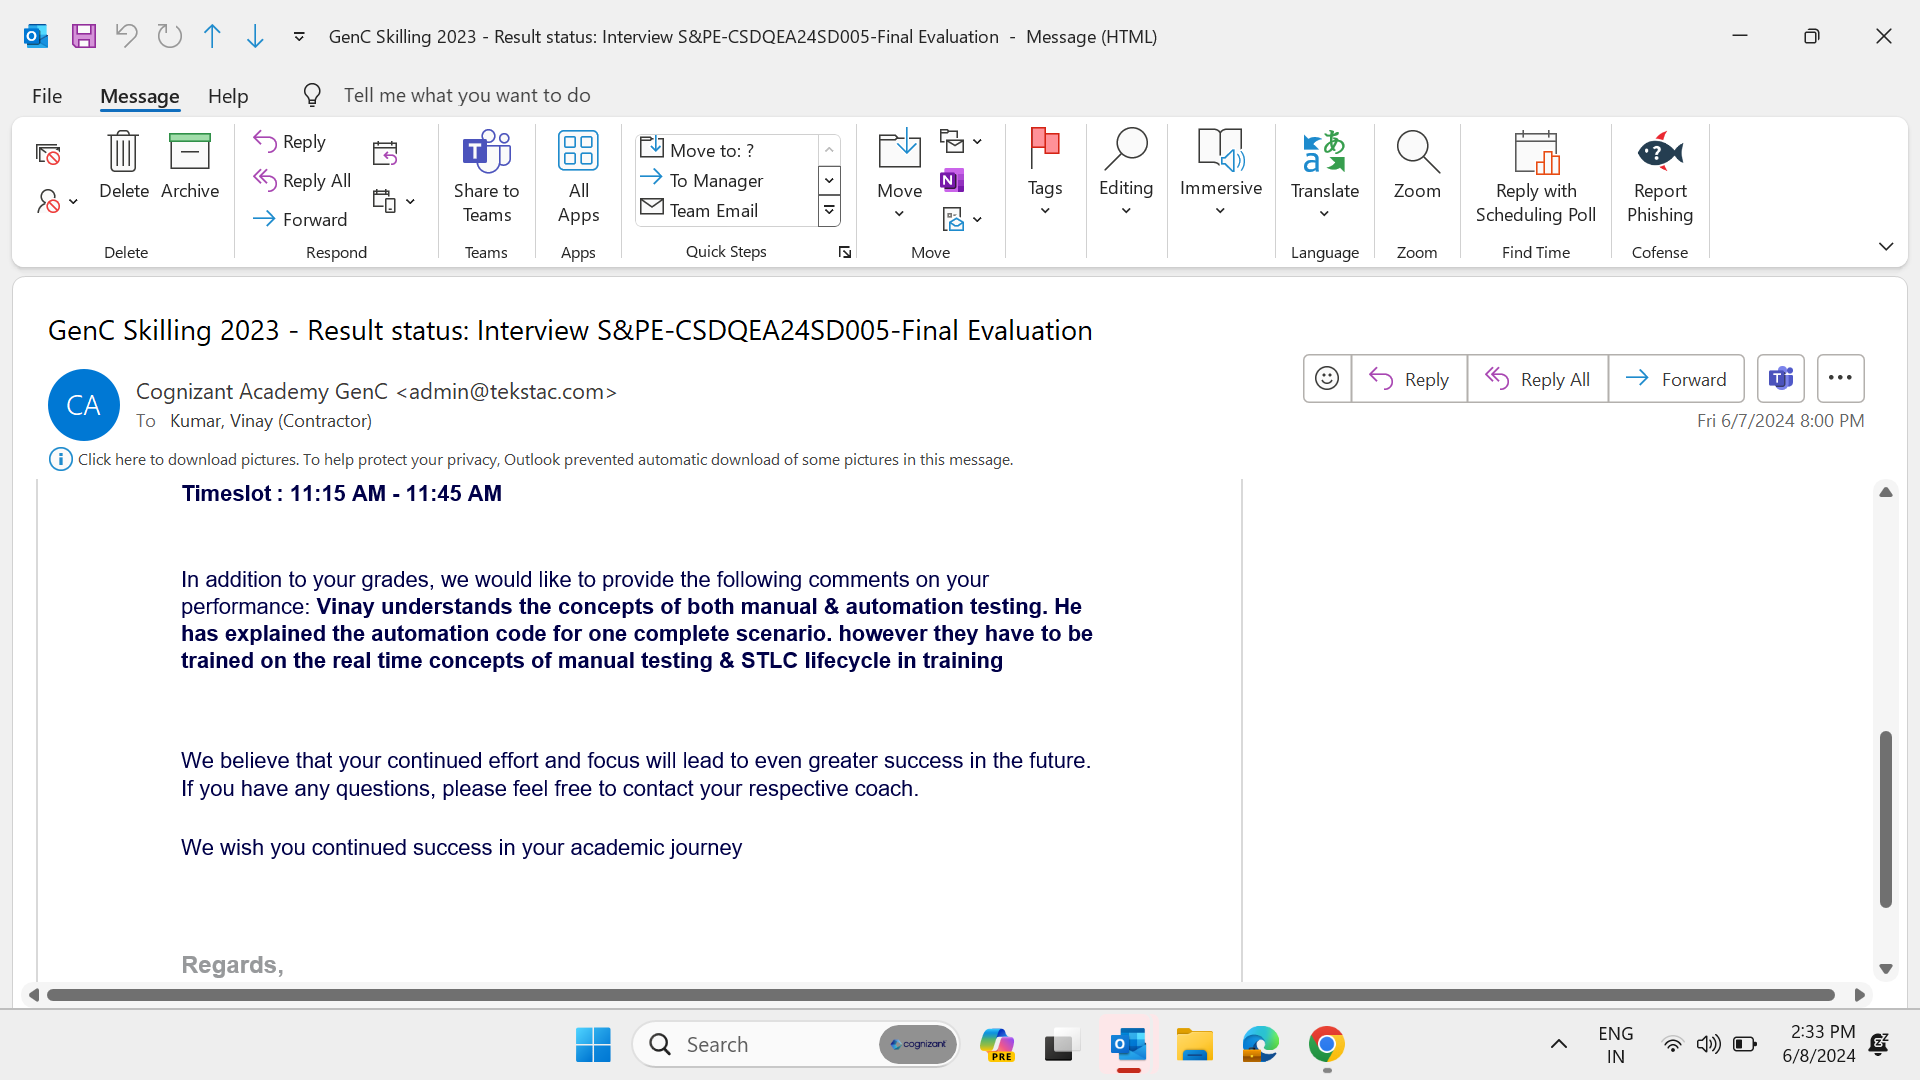 GenC Skilling 2023 - Result status: Interview S&PE-CSDQEA24SD005-Final Evaluation - Message (HTML)
File Message Help Tell me what you want to do
Delete
Archive
Delete
Reply
Reply All
Forward
Respond
Share to
Teams
Teams
All
Apps
Apps
Move to: ?
To Manager
Team Email
Quick Steps
Move
Move
Tags
Editing
Immersive
Translate
Language
Zoom
Zoom
Reply with
Scheduling Poll
Find Time
Report
Phishing
Cofense
GenC Skilling 2023 - Result status: Interview S&PE-CSDQEA24SD005-Final Evaluation
CA
Cognizant Academy GenC <admin@tekstac.com>
To Kumar, Vinay (Contractor)
Reply Reply All Forward
Fri 6/7/2024 8:00 PM
Click here to download pictures. To help protect your privacy, Outlook prevented automatic download of some pictures in this message.
Timeslot : 11:15 AM - 11:45 AM
In addition to your grades, we would like to provide the following comments on your
performance: Vinay understands the concepts of both manual & automation testing. He
has explained the automation code for one complete scenario. however they have to be
trained on the real time concepts of manual testing & STLC lifecycle in training
We believe that your continued effort and focus will lead to even greater success in the future.
If you have any questions, please feel free to contact your respective coach.
We wish you continued success in your academic journey
Regards,
Search
cognizant
PRE
ENG
IN
2:33 PM
6/8/2024